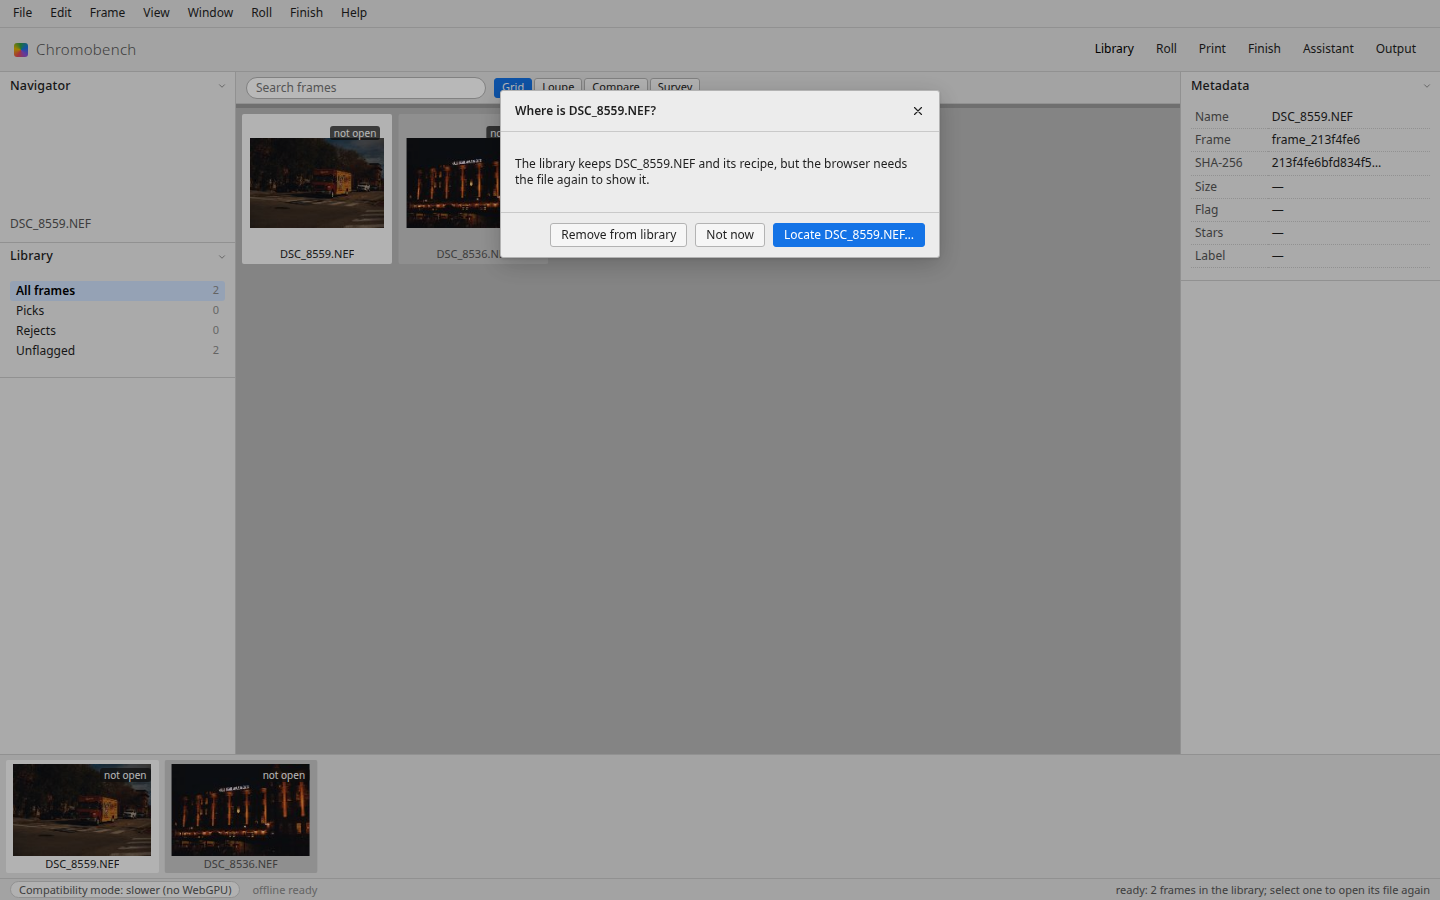 File Edit Frame View Window Roll Finish Help
Chromobench
Library Roll Print Finish Assistant Output
Navigator
DSC_8559.NEF
Library
All frames 2
Picks 0
Rejects 0
Unflagged 2
Search frames
Grid Loupe Compare Survey
not open
DSC_8559.NEF
DSC_8536.
Where is DSC_8559.NEF?
The library keeps DSC_8559.NEF and its recipe, but the browser needs
the file again to show it.
Remove from library Not now Locate DSC_8559.NEF...
Metadata
Name DSC_8559.NEF
Frame frame_213f4fe6
SHA-256 213f4fe6bfd834f5...
Size —
Flag —
Stars —
Label —
not open
DSC_8559.NEF
not open
DSC_8536.NEF
Compatibility mode: slower (no WebGPU) offline ready
ready: 2 frames in the library; select one to open its file again